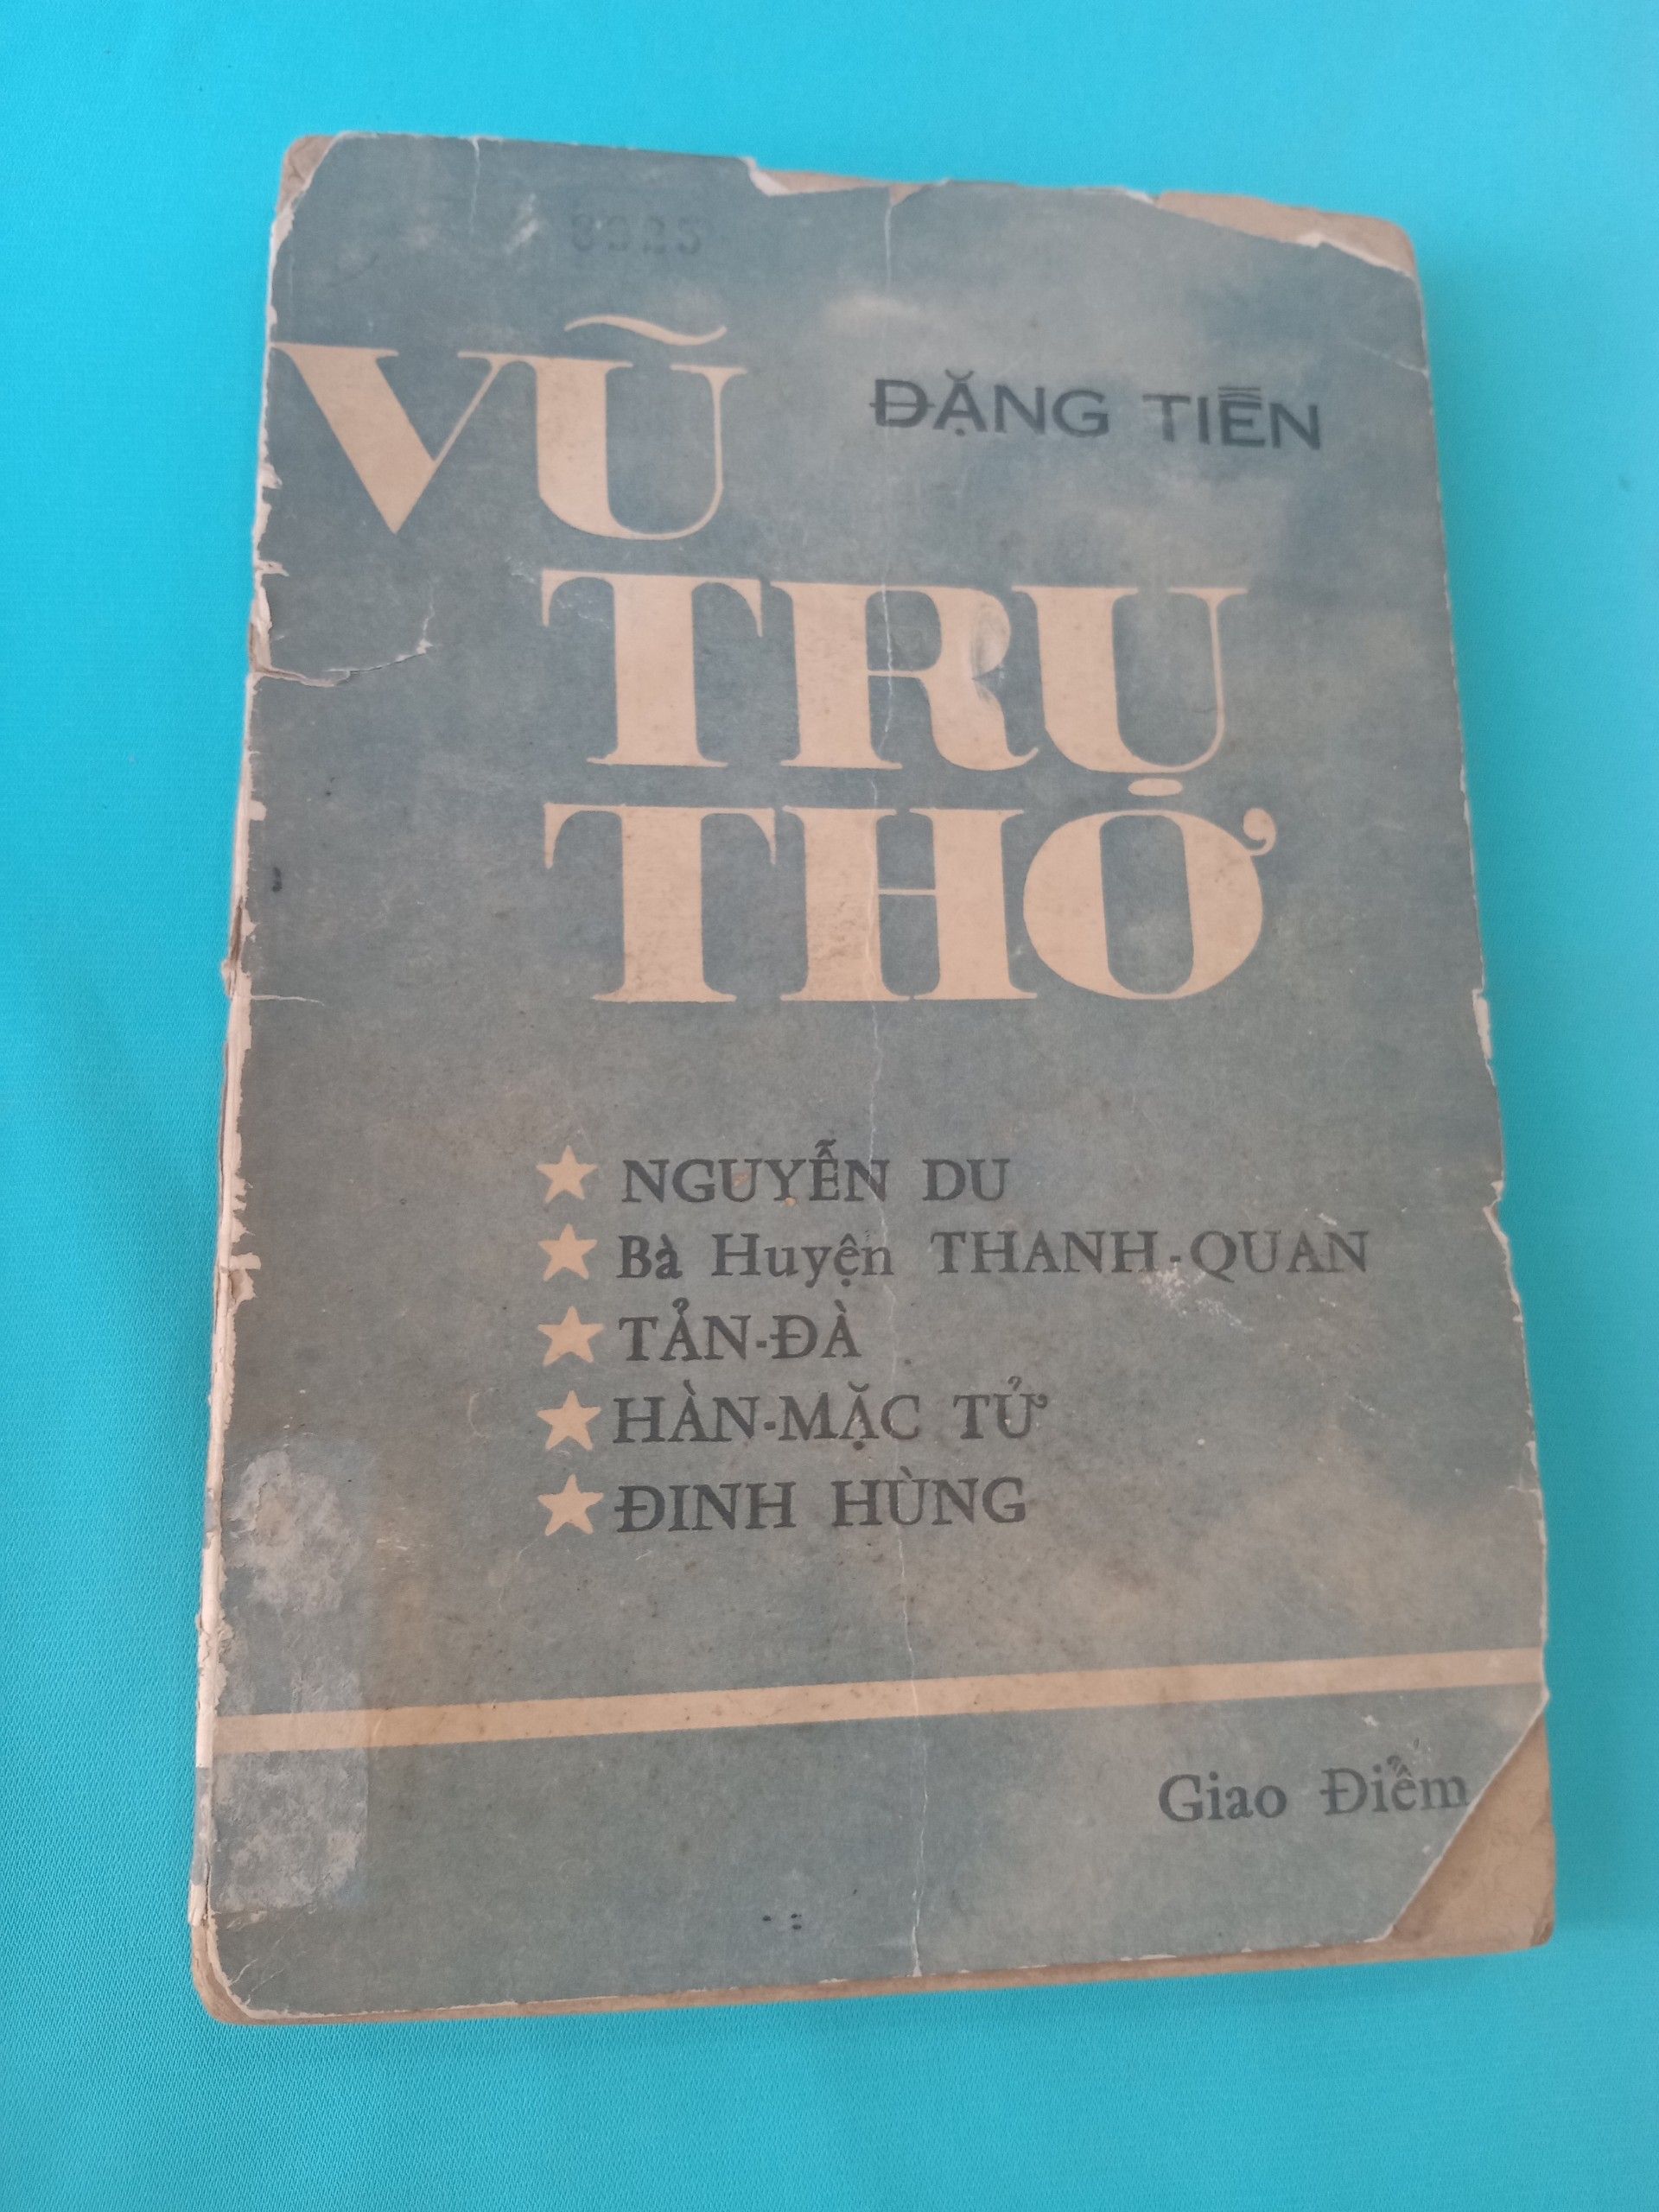 VŨ
ĐẶNG TIẾN
TRỤ
THƠ
NGUYỄN DU
Bà Huyện THANH-QUAN
TẢN-ĐÀ
HÀN-MẶC TỬ
ĐINH HÙNG
Giao Điểm